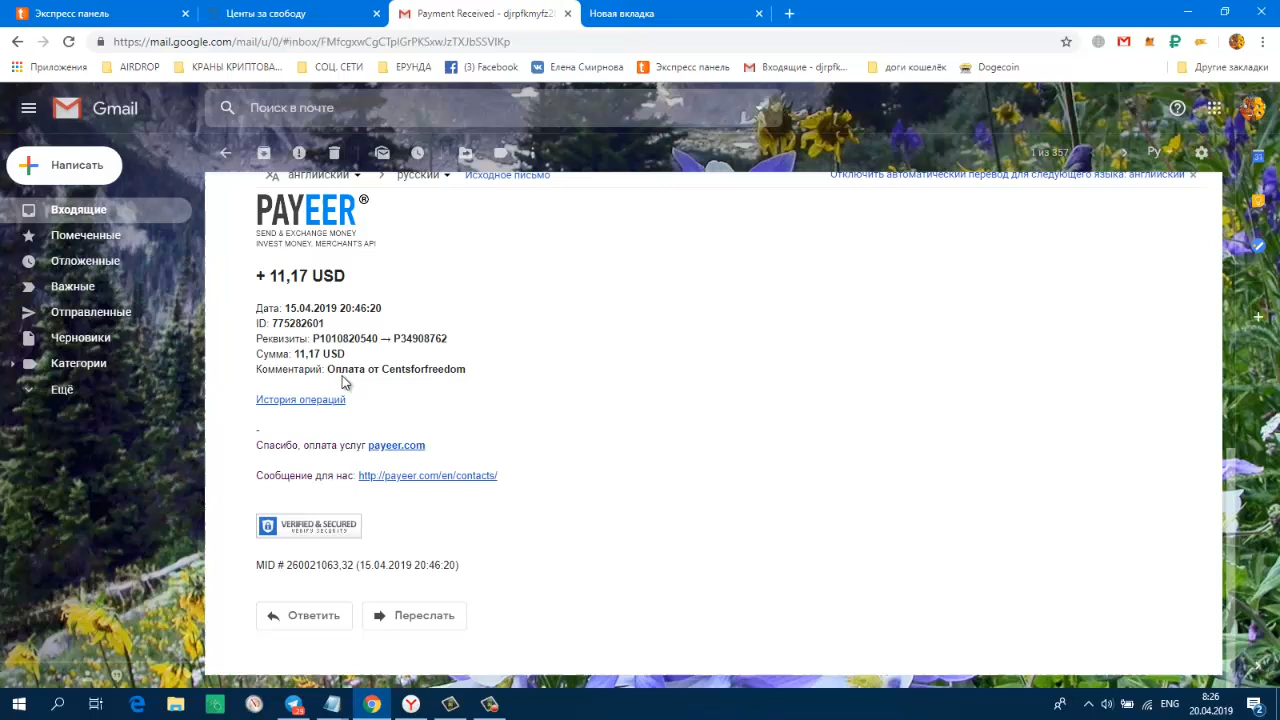 Экспресс панель
Центы за свободу
Payment Received - djrpfkmyfz2
Новая вкладка
https://mail.google.com/mail/u/0/#inbox/FMfcgxwCgCTplGrPKSxwJzTXJbSSVIKp
Приложения
AIRDROP
КРАНЫ КРИПТОВА...
СОЦ. СЕТИ
ЕРУНДА
(3) Facebook
Елена Смирнова
Экспресс панель
Входящие - djrpfk...
доги кошелёк
Dogecoin
Другие закладки
Gmail
Поиск в почте
Написать
1 из 357
Ру
английский
русский
Исходное письмо
Отключить автоматический перевод для следующего языка: английский
Входящие
Помеченные
Отложенные
Важные
Отправленные
Черновики
Категории
Ещё
PAYEER®
SEND & EXCHANGE MONEY
INVEST MONEY. MERCHANTS API
+ 11,17 USD
Дата: 15.04.2019 20:46:20
ID: 775282601
Реквизиты: P1010820540 → P34908762
Сумма: 11,17 USD
Комментарий: Оплата от Centsforfreedom
История операций
-
Спасибо, оплата услуг payeer.com
Сообщение для нас: http://payeer.com/en/contacts/
VERIFIED & SECURED
VERIFY SECURITY
MID # 260021063,32 (15.04.2019 20:46:20)
Ответить
Переслать
ENG
8:26
20.04.2019